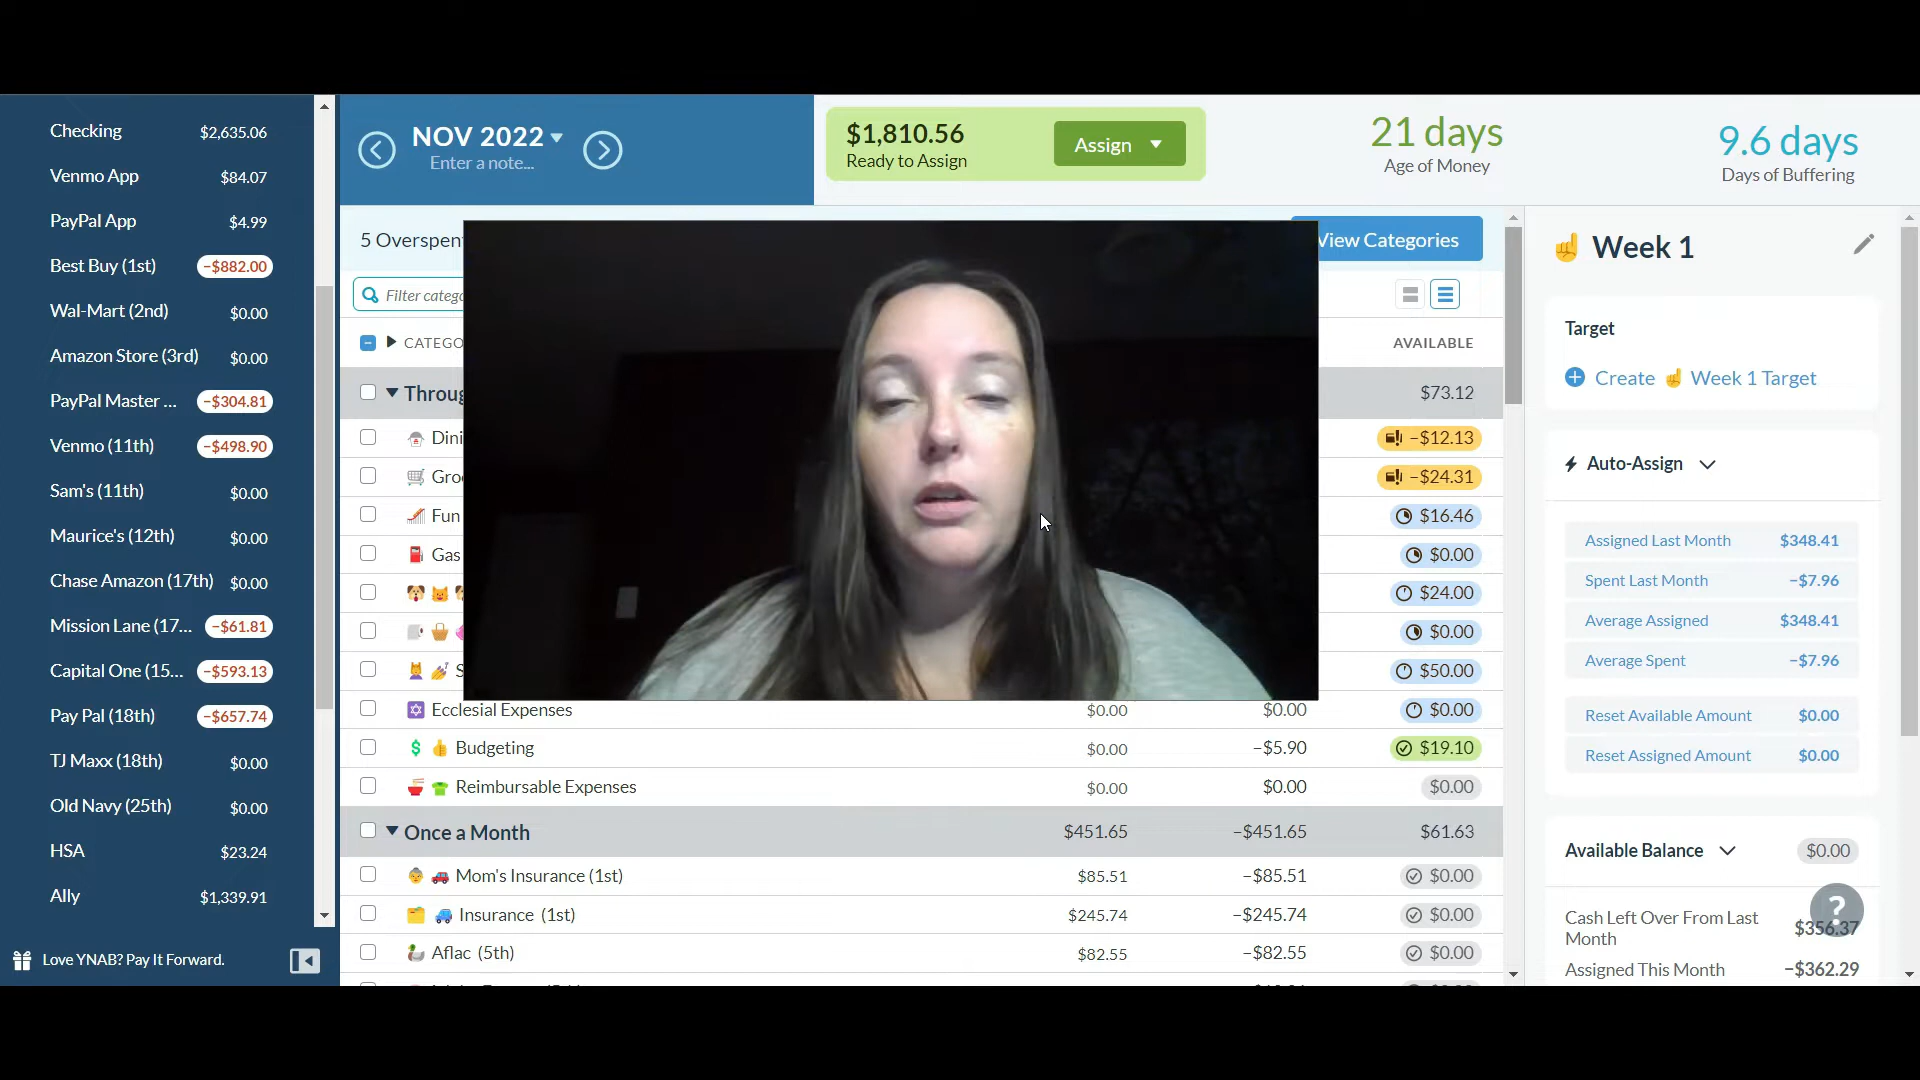 Checking $2,635.06
Venmo App $84.07
PayPal App $4.99
Best Buy (1st) −$882.00
Wal-Mart (2nd) $0.00
Amazon Store (3rd) $0.00
PayPal Master ... −$304.81
Venmo (11th) −$498.90
Sam's (11th) $0.00
Maurice's (12th) $0.00
Chase Amazon (17th) $0.00
Mission Lane (17... −$61.81
Capital One (15... −$593.13
Pay Pal (18th) −$657.74
TJ Maxx (18th) $0.00
Old Navy (25th) $0.00
HSA $23.24
Ally $1,339.91
Love YNAB? Pay It Forward.
NOV 2022
Enter a note...
$1,810.56
Ready to Assign
Assign
21 days
Age of Money
9.6 days
Days of Buffering
5 Overspent
View Categories
Filter categ
CATEGO AVAILABLE
Throug $73.12
Dini −$12.13
Gro −$24.31
Fun $16.46
Gas $0.00
$24.00
$0.00
S $50.00
Ecclesial Expenses $0.00 $0.00 $0.00
Budgeting $0.00 −$5.90 $19.10
Reimbursable Expenses $0.00 $0.00 $0.00
Once a Month $451.65 −$451.65 $61.63
Mom's Insurance (1st) $85.51 −$85.51 $0.00
Insurance (1st) $245.74 −$245.74 $0.00
Aflac (5th) $82.55 −$82.55 $0.00
Week 1
Target
Create Week 1 Target
Auto-Assign
Assigned Last Month $348.41
Spent Last Month −$7.96
Average Assigned $348.41
Average Spent −$7.96
Reset Available Amount $0.00
Reset Assigned Amount $0.00
Available Balance $0.00
?
Cash Left Over From Last
Month $356.37
Assigned This Month −$362.29